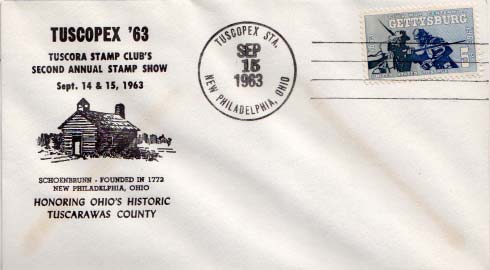 TUSCOPEX '63
TUSCORA STAMP CLUB'S
SECOND ANNUAL STAMP SHOW
Sept. 14 & 15, 1963
SCHOENBRUNN - FOUNDED IN 1772
NEW PHILADELPHIA, OHIO
HONORING OHIO'S HISTORIC
TUSCARAWAS COUNTY
TUSCOPEX STA.
SEP
15
1963
NEW PHILADELPHIA, OHIO
GETTYSBURG